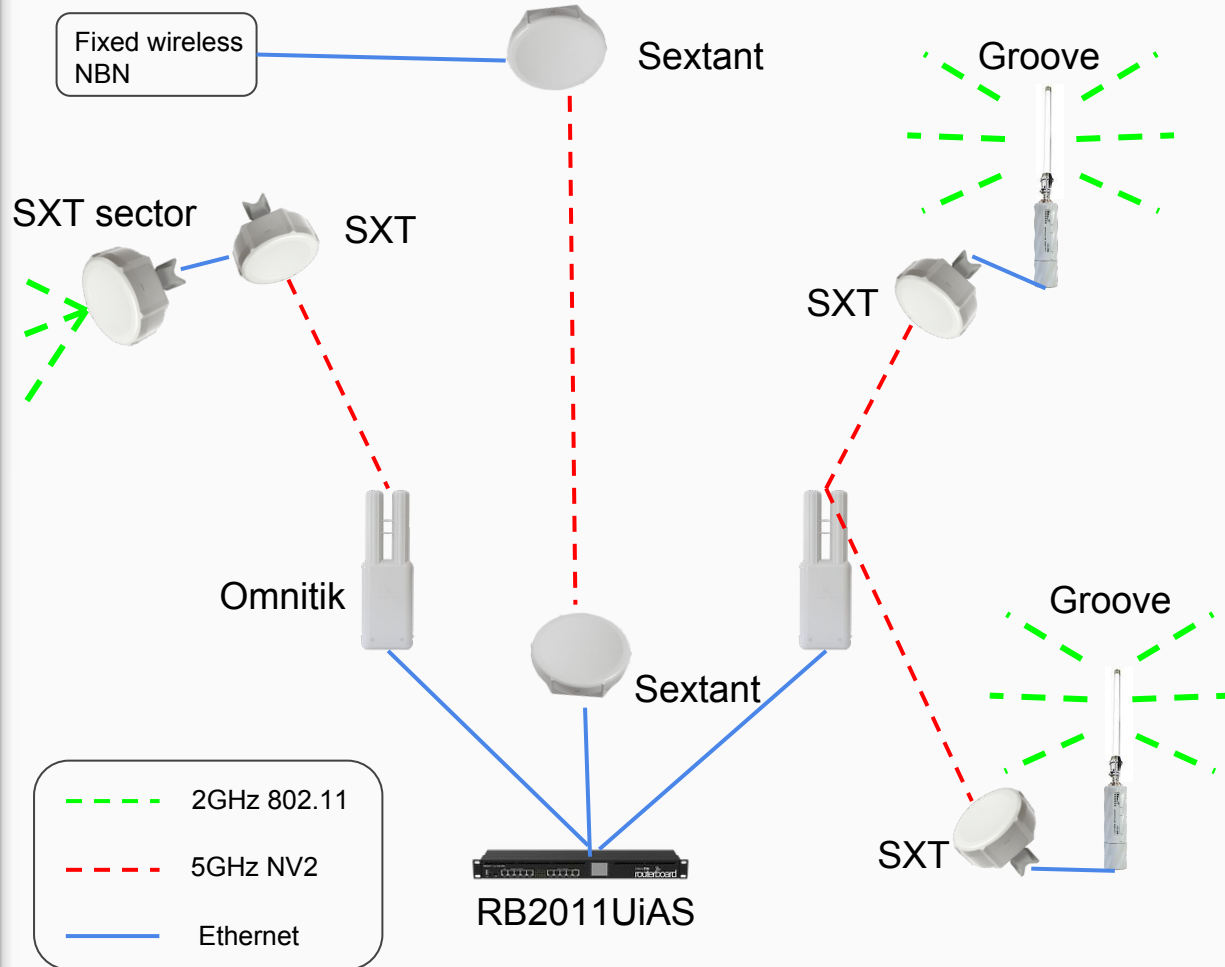 Fixed wireless
NBN
Sextant
Groove
SXT sector
SXT
SXT
Omnitik
Groove
Sextant
2GHz 802.11
5GHz NV2
Ethernet
routerboard
RB2011UiAS
SXT